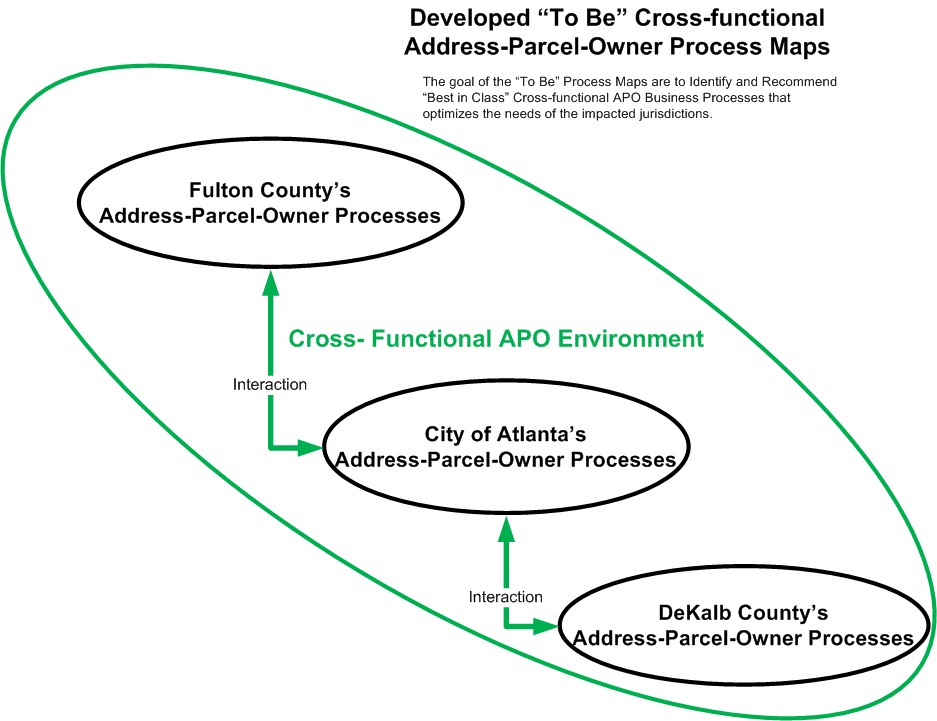 Developed “To Be” Cross-functional
Address-Parcel-Owner Process Maps
The goal of the “To Be” Process Maps are to Identify and Recommend
“Best in Class” Cross-functional APO Business Processes that
optimizes the needs of the impacted jurisdictions.
Fulton County’s
Address-Parcel-Owner Processes
Cross- Functional APO Environment
Interaction
City of Atlanta’s
Address-Parcel-Owner Processes
Interaction
DeKalb County’s
Address-Parcel-Owner Processes